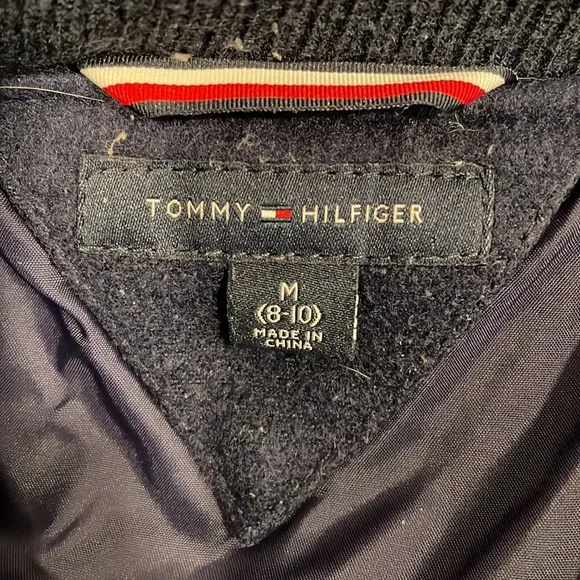 TOMMY HILFIGER
M
(8-10)
MADE IN
CHINA